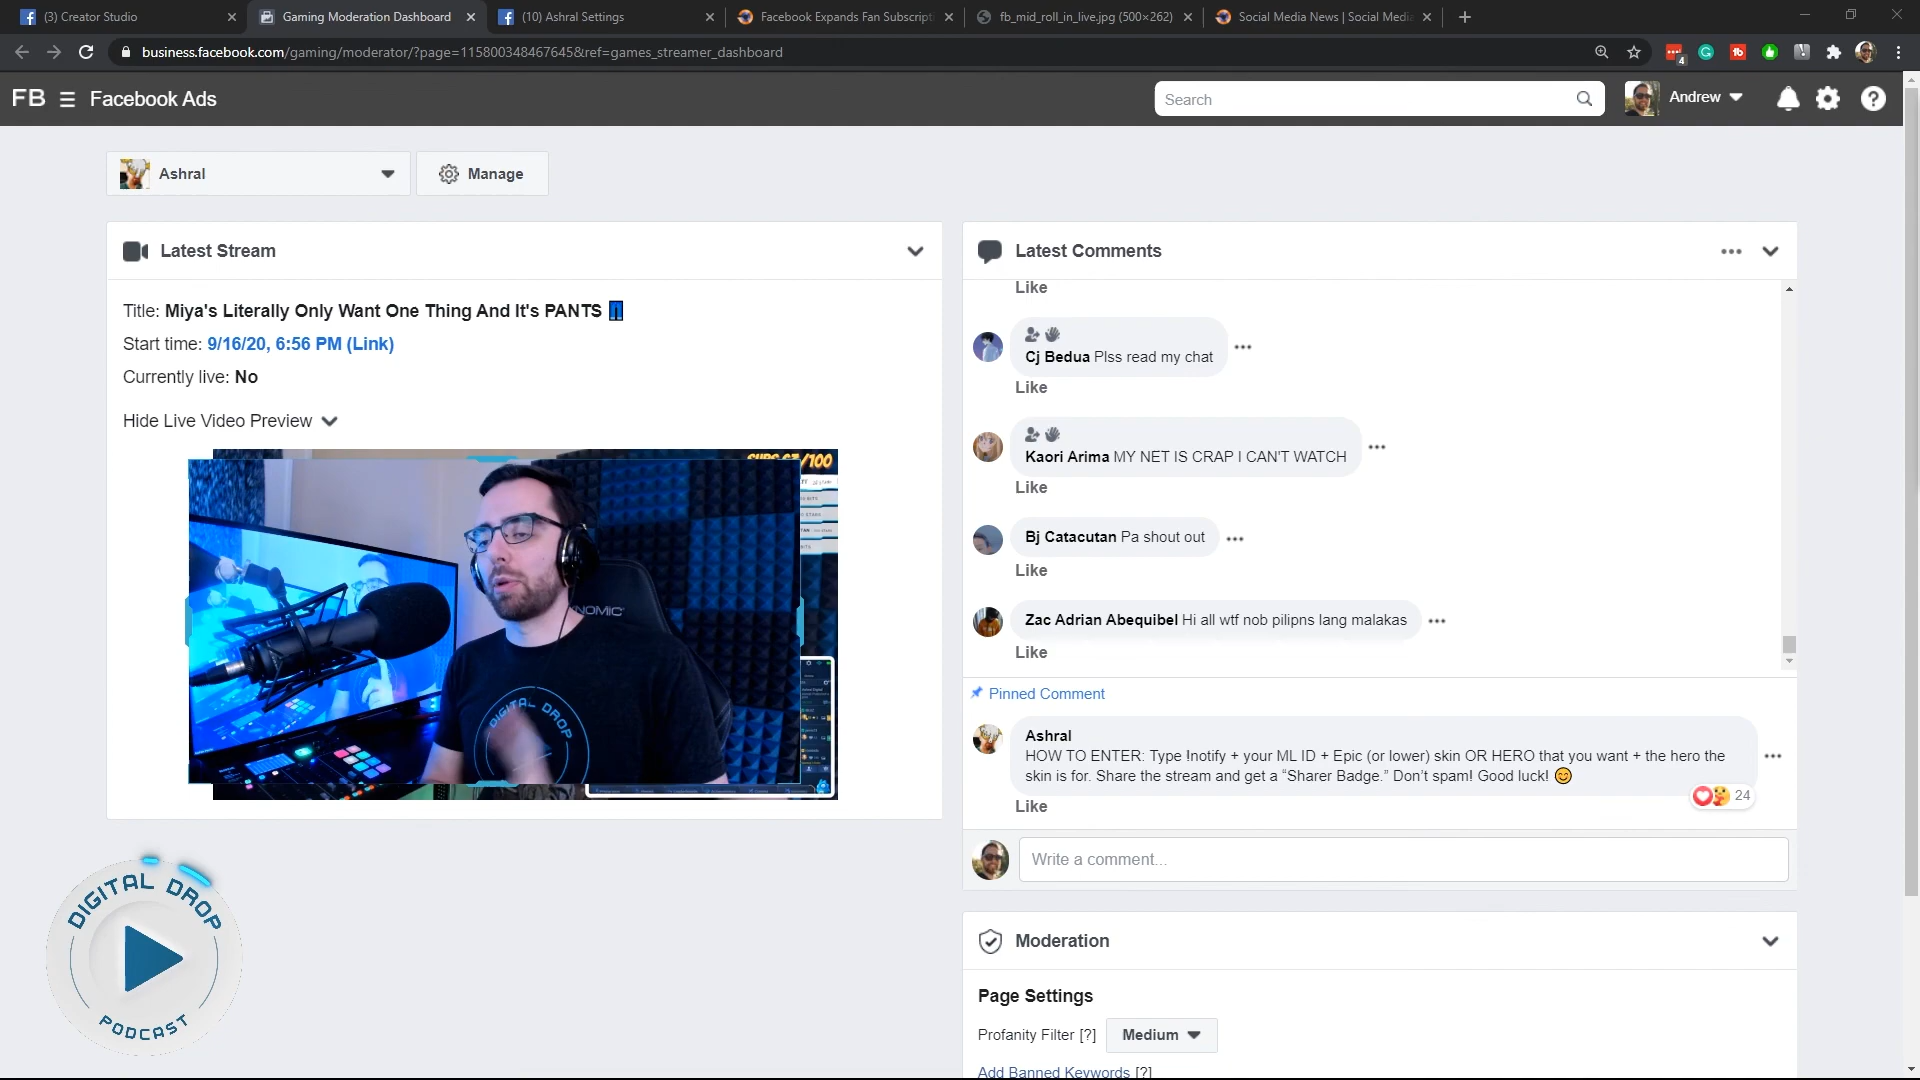 (3) Creator Studio
Gaming Moderation Dashboard
(10) Ashral Settings
Facebook Expands Fan Subscript
fb_mid_roll_in_live.jpg (500×262)
Social Media News | Social Media
business.facebook.com/gaming/moderator/?page=115800348467645&ref=games_streamer_dashboard
4
FB Facebook Ads
Search
Andrew
Ashral
Manage
Latest Stream
Title: Miya's Literally Only Want One Thing And It's PANTS 👖
Start time: 9/16/20, 6:56 PM (Link)
Currently live: No
Hide Live Video Preview
/100
NOMIC
DIGITAL DROP
DIGITAL DROP
PODCAST
Latest Comments
Like
Cj Bedua Plss read my chat
Like
Kaori Arima MY NET IS CRAP I CAN'T WATCH
Like
Bj Catacutan Pa shout out
Like
Zac Adrian Abequibel Hi all wtf nob pilipns lang malakas
Like
Pinned Comment
Ashral
HOW TO ENTER: Type !notify + your ML ID + Epic (or lower) skin OR HERO that you want + the hero the
skin is for. Share the stream and get a “Sharer Badge.” Don’t spam! Good luck! 😊
24
Like
Write a comment...
Moderation
Page Settings
Profanity Filter [?] Medium
Add Banned Keywords [?]